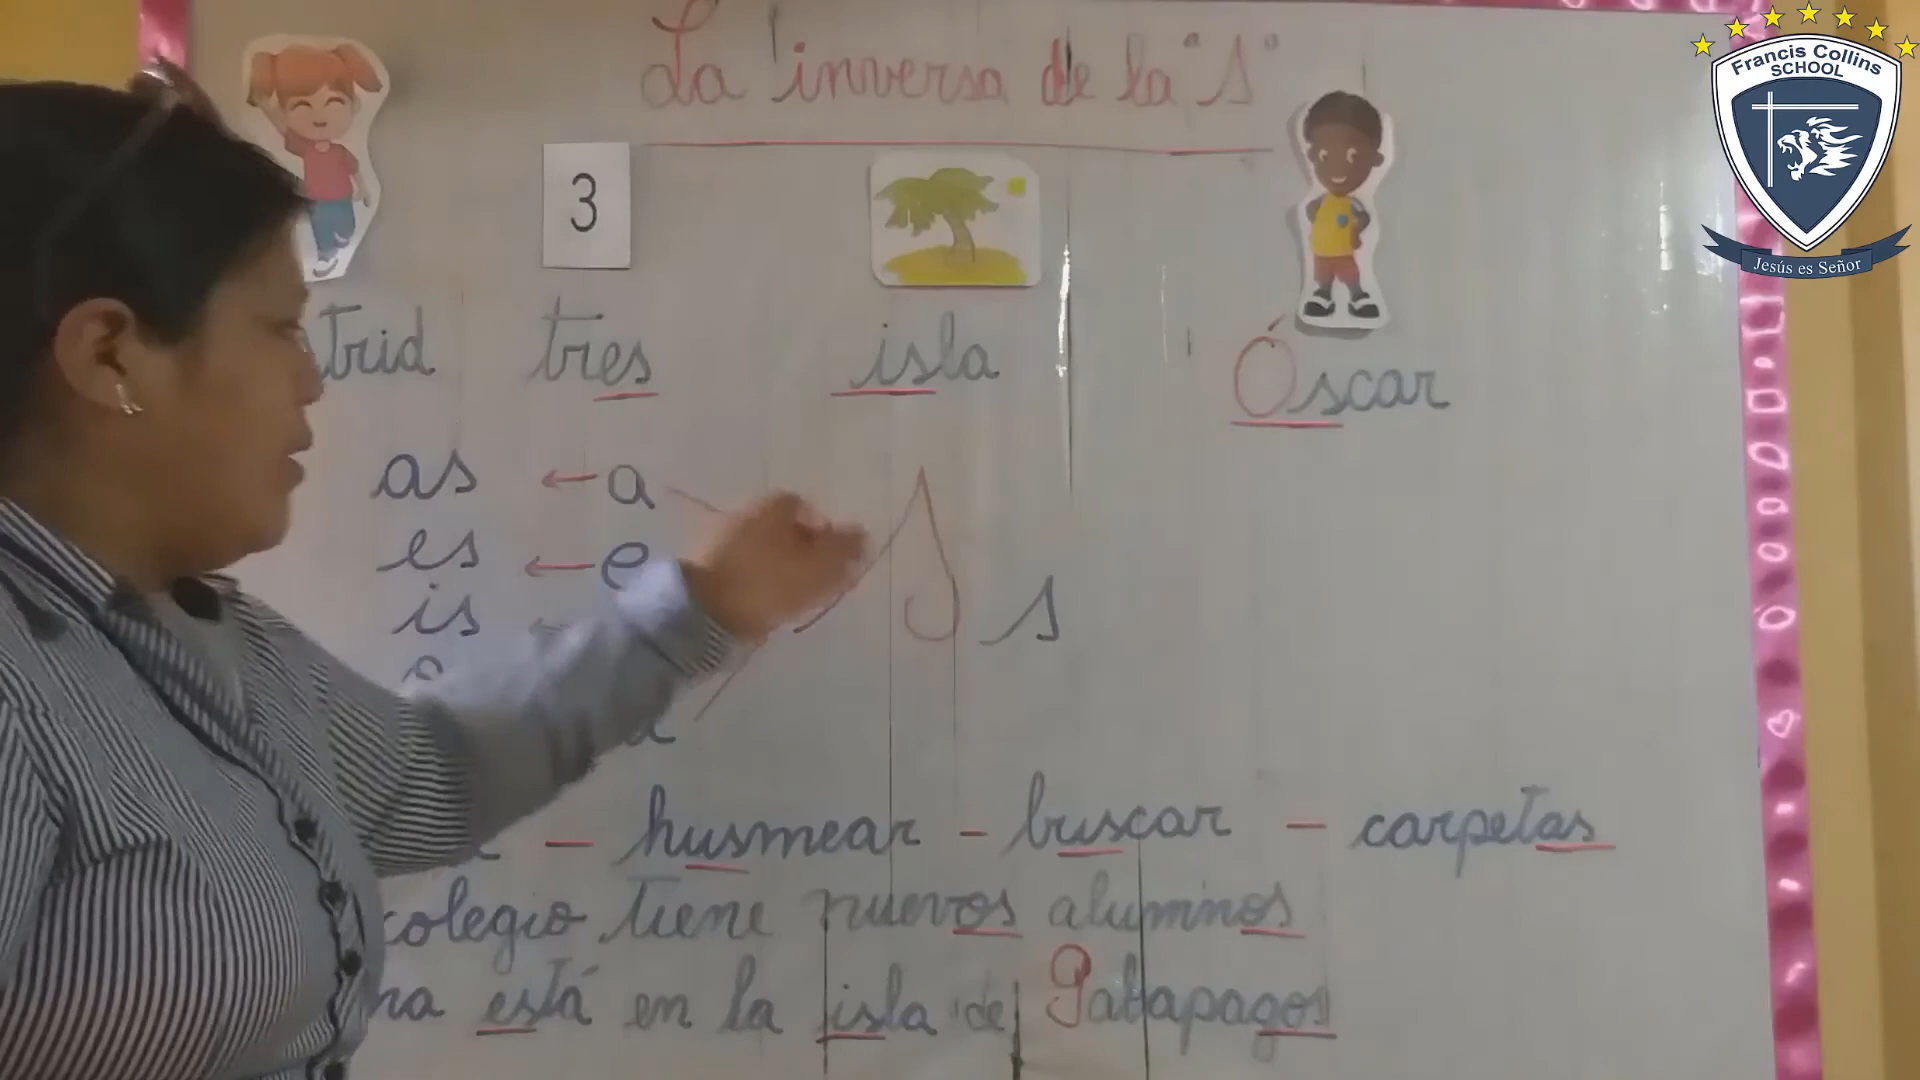 La inversa de la "s"
Francis Collins
SCHOOL
Jesús es Señor
3
trid tres isla Óscar
as ← a
es ← e
is s s
- husmear - buscar - carpetas
colegio tiene nuevos alumnos
na está en la isla de Galapagos